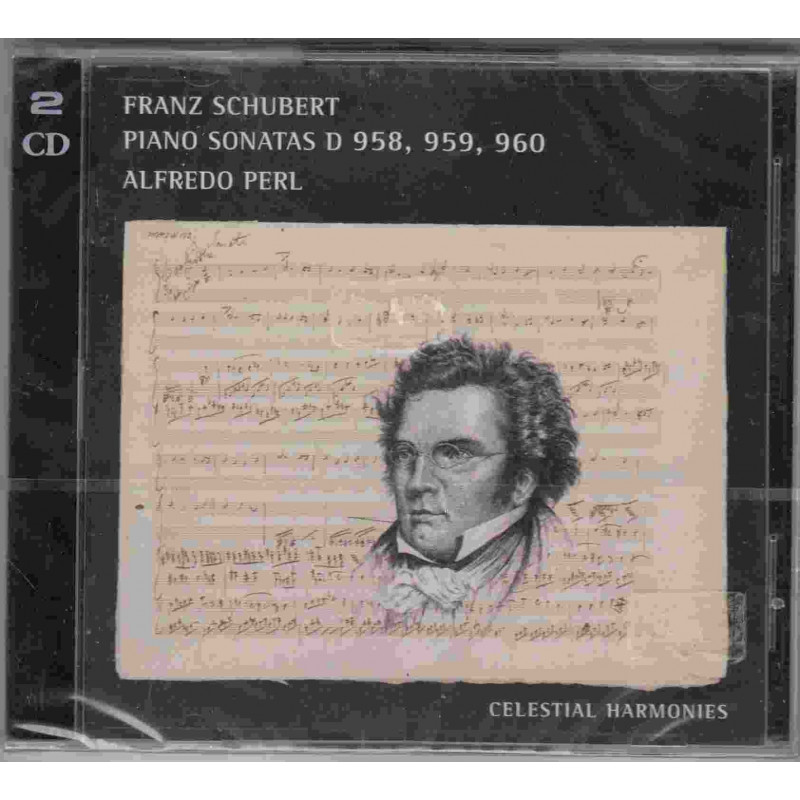 2
CD
FRANZ SCHUBERT
PIANO SONATAS D 958, 959, 960
ALFREDO PERL
CELESTIAL HARMONIES